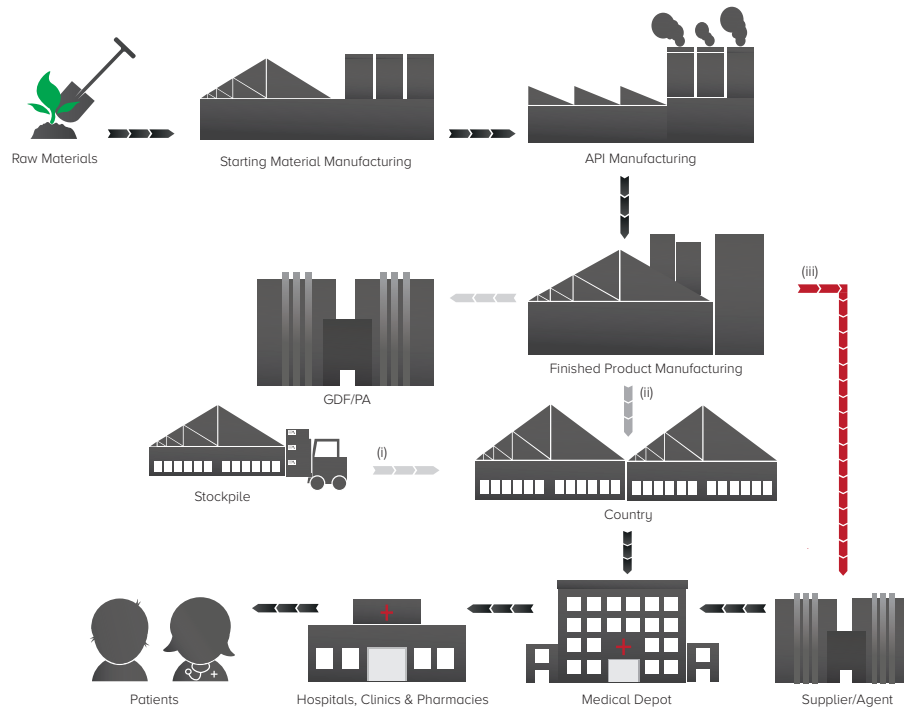 Raw Materials
Starting Material Manufacturing
API Manufacturing
(iii)
Finished Product Manufacturing
GDF/PA
(ii)
(i)
Stockpile
Country
Patients
Hospitals, Clinics & Pharmacies
Medical Depot
Supplier/Agent